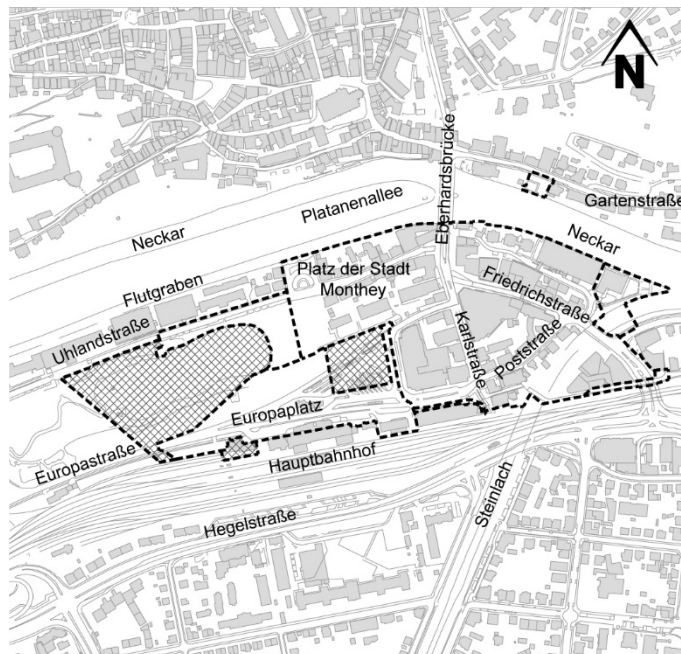 N
Eberhardsbrücke
Gartenstraße
Platanenallee
Neckar
Neckar
Flutgraben
Platz der Stadt
Monthey
Friedrichstraße
Uhlandstraße
Karlstraße
Poststraße
Europaplatz
Europastraße
Hauptbahnhof
Steinlach
Hegelstraße